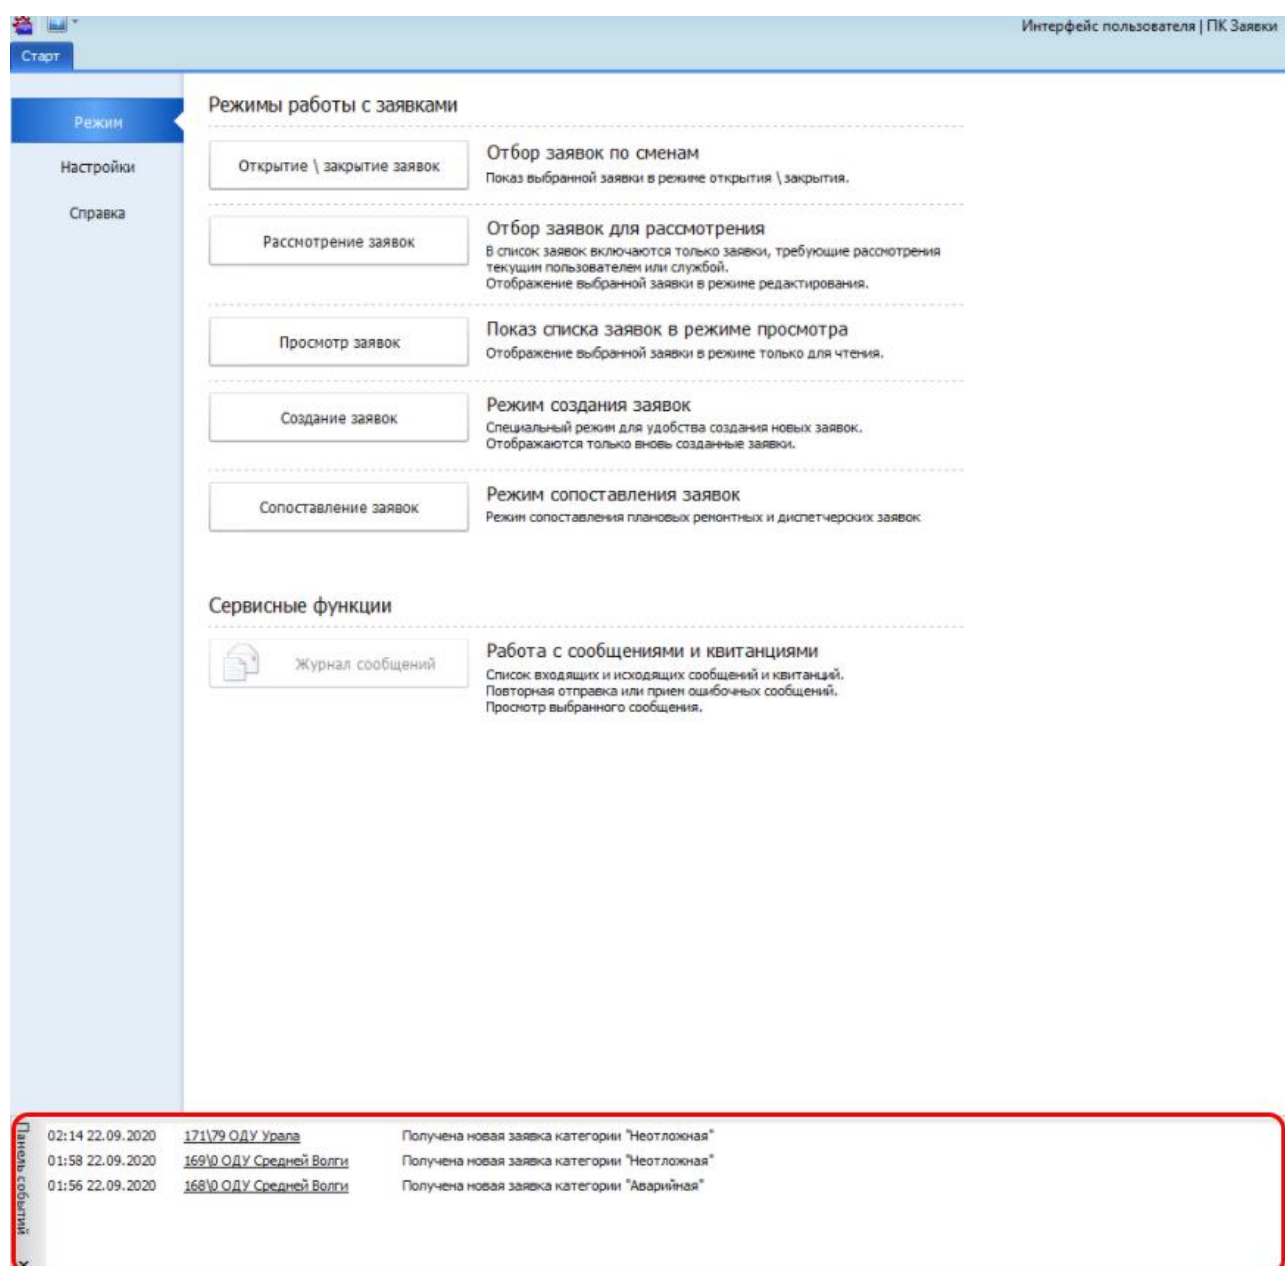 Интерфейс пользователя | ПК Заявки
Старт
Режим
Настройки
Справка
Режимы работы с заявками
Открытие \ закрытие заявок
Отбор заявок по сменам
Показ выбранной заявки в режиме открытия \ закрытия.
Рассмотрение заявок
Отбор заявок для рассмотрения
В список заявок включаются только заявки, требующие рассмотрения
текущим пользователем или службой.
Отображение выбранной заявки в режиме редактирования.
Просмотр заявок
Показ списка заявок в режиме просмотра
Отображение выбранной заявки в режиме только для чтения.
Создание заявок
Режим создания заявок
Специальный режим для удобства создания новых заявок.
Отображаются только вновь созданные заявки.
Сопоставление заявок
Режим сопоставления заявок
Режим сопоставления плановых ремонтных и диспетчерских заявок
Сервисные функции
Журнал сообщений
Работа с сообщениями и квитанциями
Список входящих и исходящих сообщений и квитанций.
Повторная отправка или прием ошибочных сообщений.
Просмотр выбранного сообщения.
Панель событий
02:14 22.09.2020 171\79 ОДУ Урала Получена новая заявка категории "Неотложная"
01:58 22.09.2020 169\0 ОДУ Средней Волги Получена новая заявка категории "Неотложная"
01:56 22.09.2020 168\0 ОДУ Средней Волги Получена новая заявка категории "Аварийная"